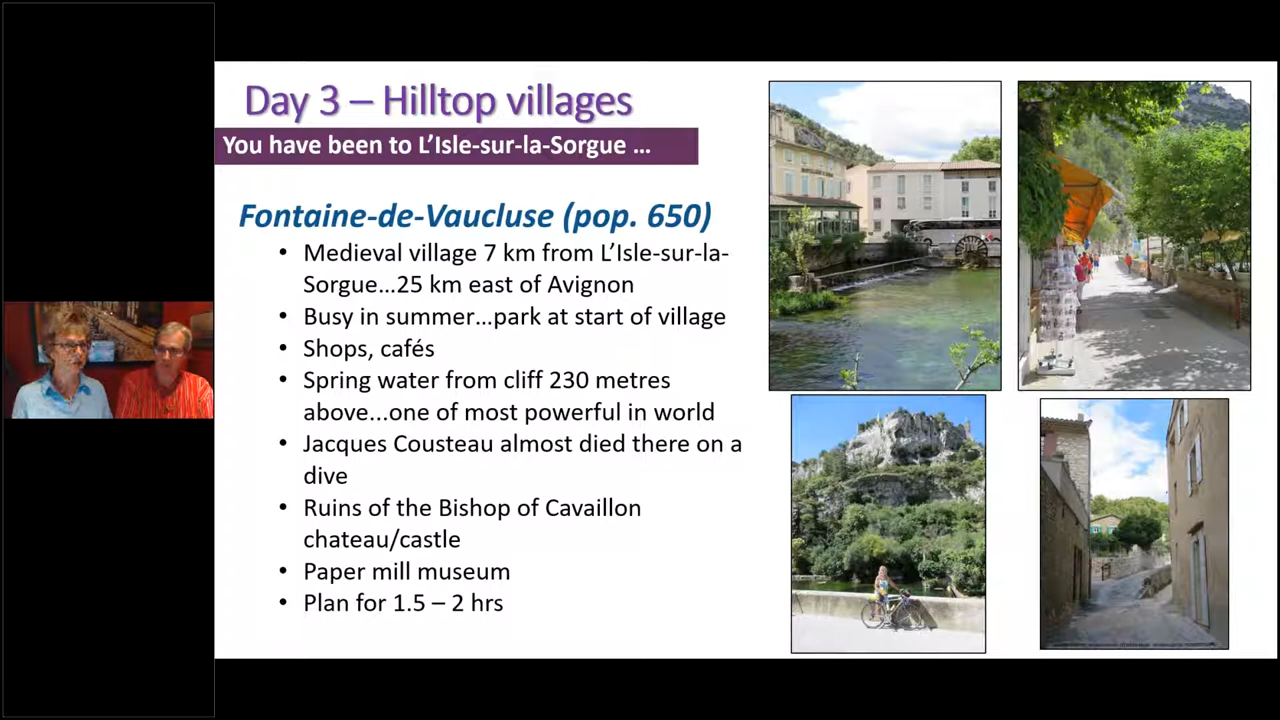 Day 3 – Hilltop villages
You have been to L’Isle-sur-la-Sorgue ...
Fontaine-de-Vaucluse (pop. 650)
• Medieval village 7 km from L’Isle-sur-la-
Sorgue...25 km east of Avignon
• Busy in summer...park at start of village
• Shops, cafés
• Spring water from cliff 230 metres
above...one of most powerful in world
• Jacques Cousteau almost died there on a
dive
• Ruins of the Bishop of Cavaillon
chateau/castle
• Paper mill museum
• Plan for 1.5 – 2 hrs